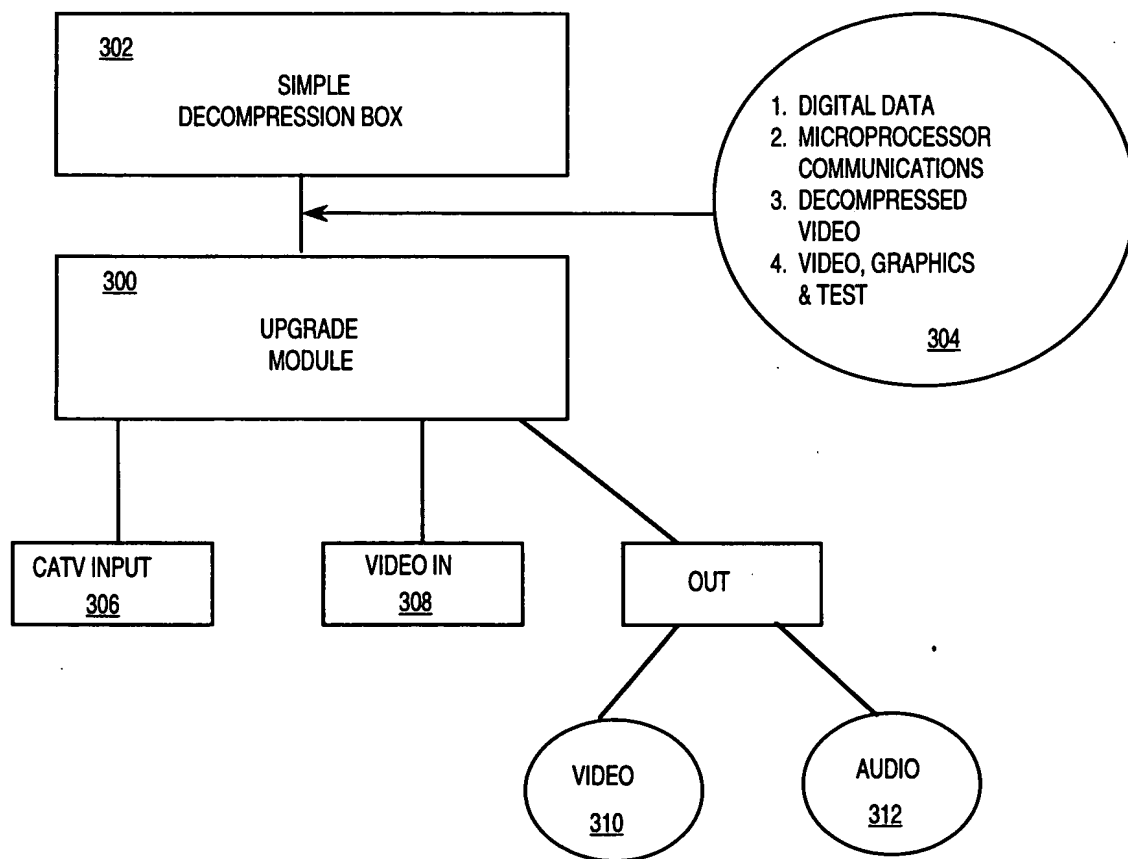 302
SIMPLE
DECOMPRESSION BOX
1. DIGITAL DATA
2. MICROPROCESSOR
COMMUNICATIONS
3. DECOMPRESSED
VIDEO
4. VIDEO, GRAPHICS
& TEST
304
300
UPGRADE
MODULE
CATV INPUT
306
VIDEO IN
308
OUT
VIDEO
310
AUDIO
312